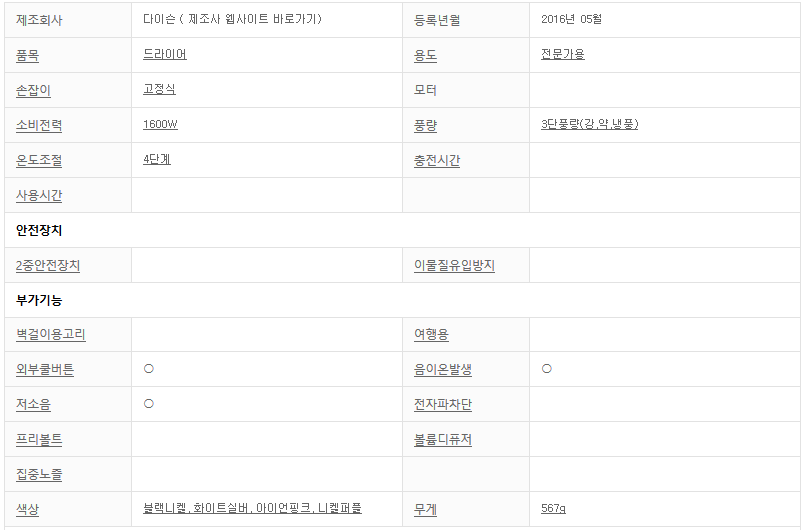 제조회사 다이슨 ( 제조사 웹사이트 바로가기) 등록년월 2016년 05월
품목 드라이어 용도 전문가용
손잡이 고정식 모터
소비전력 1600W 풍량 3단풍량(강,약,냉풍)
온도조절 4단계 충전시간
사용시간
안전장치
2중안전장치 이물질유입방지
부가기능
벽걸이용고리 여행용
외부쿨버튼 ○ 음이온발생 ○
저소음 ○ 전자파차단
프리볼트 볼륨디퓨저
집중노즐
색상 블랙니켈, 화이트실버, 아이언핑크, 니켈퍼플 무게 567g